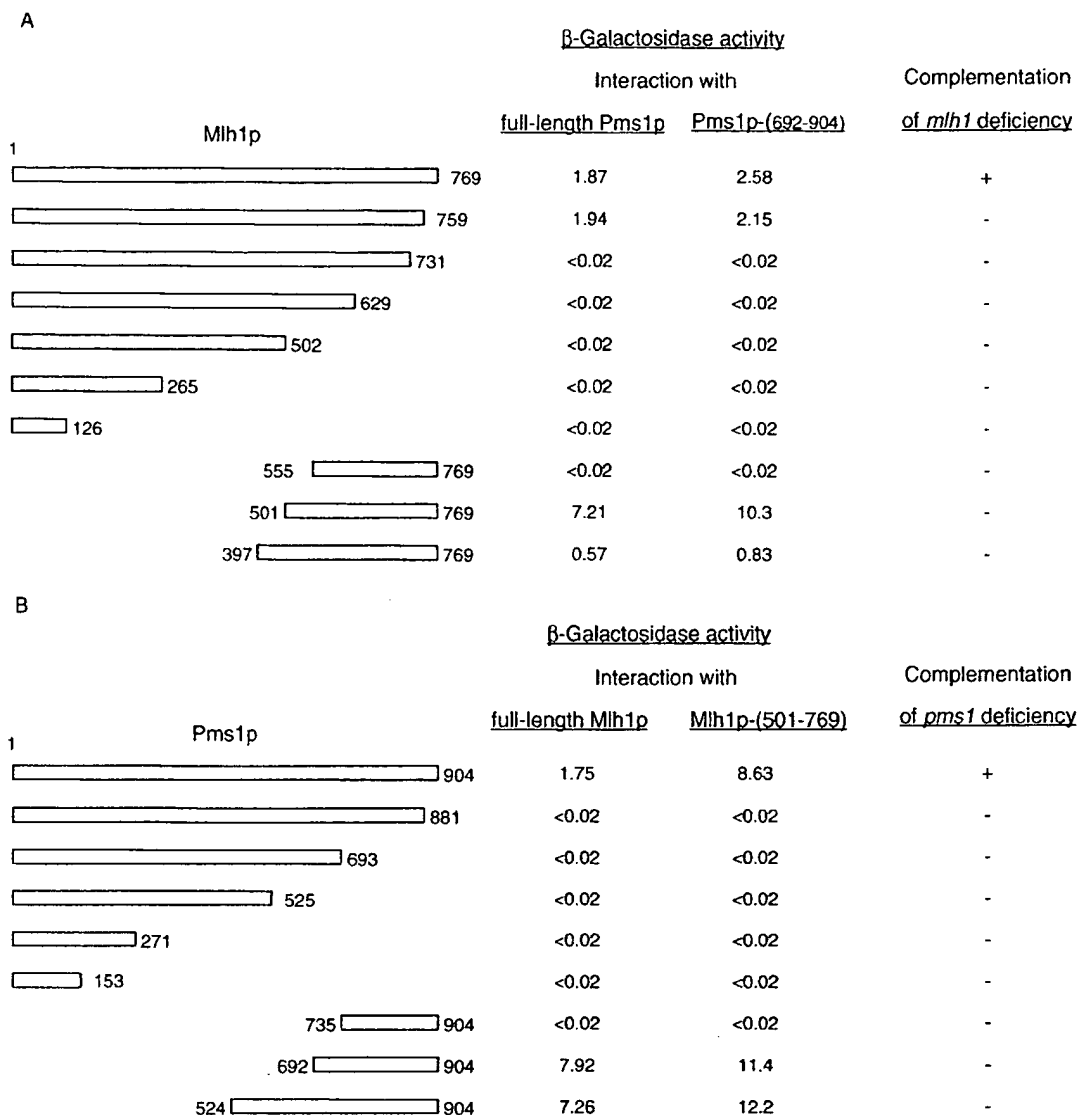 A
β-Galactosidase activity
Interaction with
Complementation
Mlh1p
full-length Pms1p
Pms1p-(692-904)
of mlh1 deficiency
1
769 1.87 2.58 +
759 1.94 2.15 -
731 <0.02 <0.02 -
629 <0.02 <0.02 -
502 <0.02 <0.02 -
265 <0.02 <0.02 -
126 <0.02 <0.02 -
555 769 <0.02 <0.02 -
501 769 7.21 10.3 -
397 769 0.57 0.83 -
B
β-Galactosidase activity
Interaction with
Complementation
Pms1p
full-length Mlh1p
Mlh1p-(501-769)
of pms1 deficiency
1
904 1.75 8.63 +
881 <0.02 <0.02 -
693 <0.02 <0.02 -
525 <0.02 <0.02 -
271 <0.02 <0.02 -
153 <0.02 <0.02 -
735 904 <0.02 <0.02 -
692 904 7.92 11.4 -
524 904 7.26 12.2 -